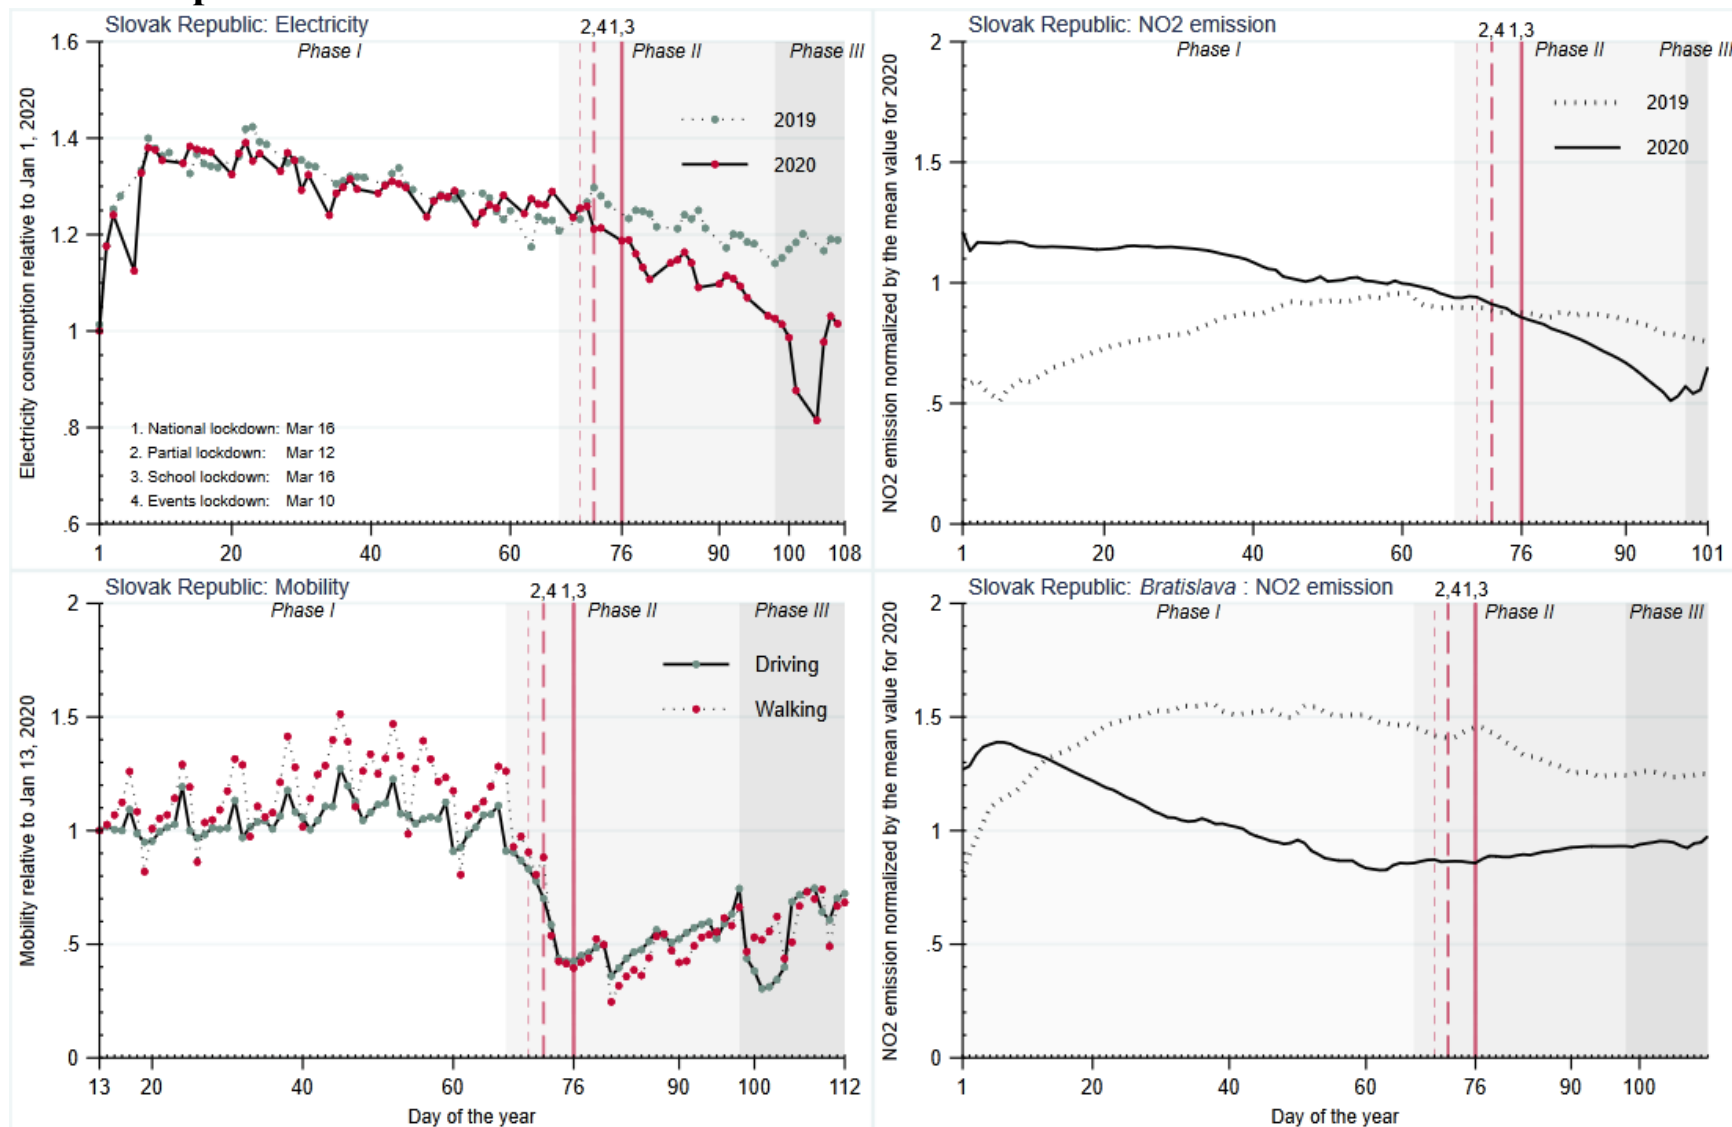 Slovak Republic: Electricity
2,4 1,3
Phase I
Phase II
Phase III
Electricity consumption relative to Jan 1, 2020
1.6
1.4
1.2
1
.8
.6
2019
2020
1. National lockdown: Mar 16
2. Partial lockdown: Mar 12
3. School lockdown: Mar 16
4. Events lockdown: Mar 10
1 20 40 60 76 90 100 108
Slovak Republic: NO2 emission
2,4 1,3
Phase I
Phase II
Phase III
NO2 emission normalized by the mean value for 2020
2
1.5
1
.5
0
2019
2020
1 20 40 60 76 90 101
Slovak Republic: Mobility
2,4 1,3
Phase I
Phase II
Phase III
Mobility relative to Jan 13, 2020
2
1.5
1
.5
0
Driving
Walking
13 20 40 60 76 90 100 112
Day of the year
Slovak Republic: Bratislava : NO2 emission
2,4 1,3
Phase I
Phase II
Phase III
NO2 emission normalized by the mean value for 2020
2
1.5
1
.5
0
1 20 40 60 76 90 100
Day of the year